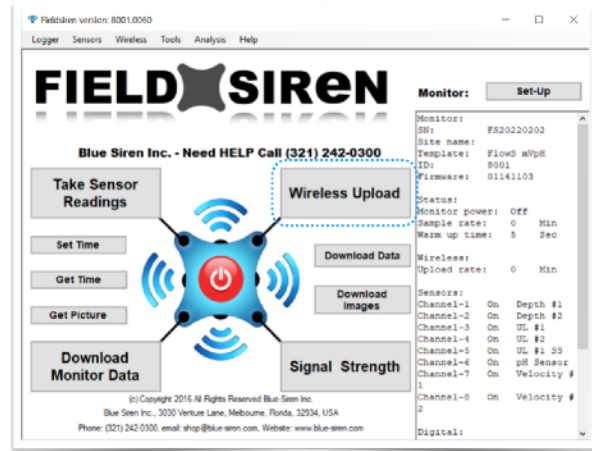 Fieldsiren version: 8001.0060
Logger Sensors Wireless Tools Analysis Help
FIELD SIReN
Blue Siren Inc. - Need HELP Call (321) 242-0300
Take Sensor
Readings
Wireless Upload
Set Time
Download Data
Get Time
Download
Images
Get Picture
Download
Monitor Data
Signal Strength
(c) Copyright 2016 All Rights Reserved Blue Siren Inc.
Blue Siren Inc., 3030 Venture Lane, Melbourne, Florida, 32934, USA
Phone: (321) 242-0300, email: shop@blue-siren.com, Website: www.blue-siren.com
Monitor: Set-Up
Monitor:
SN: FS20220202
Site name:
Template: FlowS mVpH
ID: 8001
Firmware: 01141103
Status:
Monitor power: Off
Sample rate: 0 Min
Warm up time: 5 Sec
Wireless:
Upload rate: 0 Min
Sensors:
Channel-1 On Depth #1
Channel-2 On Depth #2
Channel-3 On UL #1
Channel-4 On UL #2
Channel-5 On UL #1 SS
Channel-6 On pH Sensor
Channel-7 On Velocity #
1
Channel-8 On Velocity #
2
Digital: